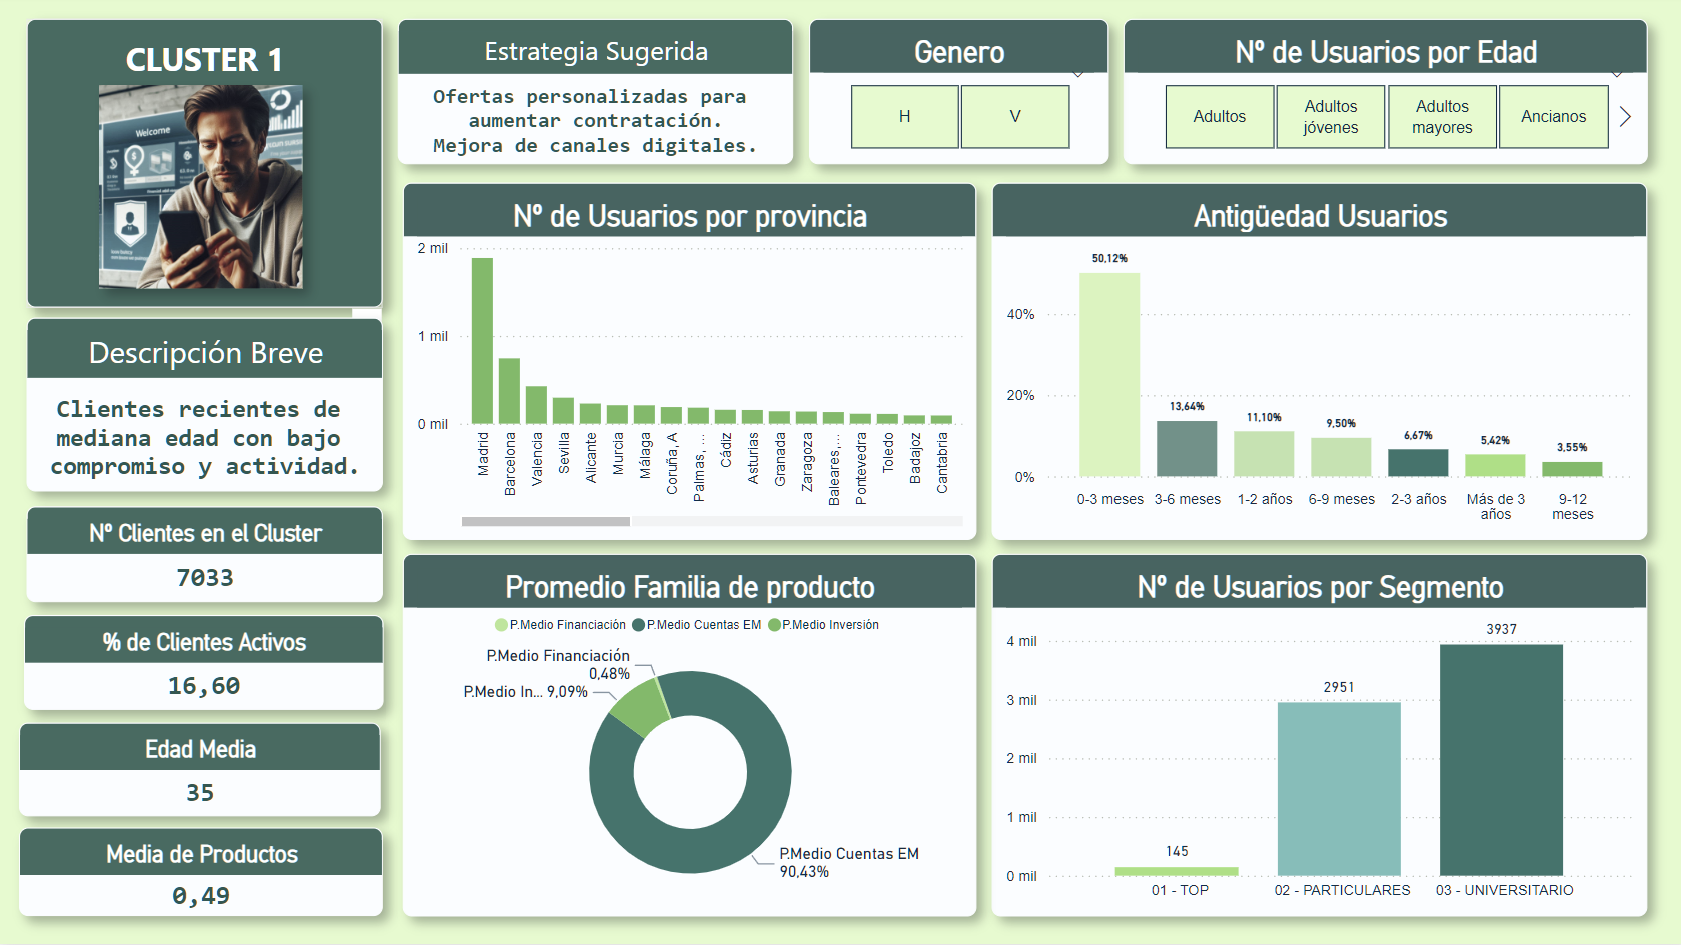 CLUSTER 1
Welcome
Descripción Breve
Clientes recientes de
mediana edad con bajo
compromiso y actividad.
Nº Clientes en el Cluster
7033
% de Clientes Activos
16,60
Edad Media
35
Media de Productos
0,49
Estrategia Sugerida
Ofertas personalizadas para
aumentar contratación.
Mejora de canales digitales.
Genero
H
V
Nº de Usuarios por Edad
Adultos
Adultos
jóvenes
Adultos
mayores
Ancianos
Nº de Usuarios por provincia
2 mil
1 mil
0 mil
Madrid
Barcelona
Valencia
Sevilla
Alicante
Murcia
Málaga
Coruña, A
Palmas, ...
Cádiz
Asturias
Granada
Zaragoza
Baleares,...
Pontevedra
Toledo
Badajoz
Cantabria
Antigüedad Usuarios
40%
20%
0%
50,12%
13,64%
11,10%
9,50%
6,67%
5,42%
3,55%
0-3 meses
3-6 meses
1-2 años
6-9 meses
2-3 años
Más de 3
años
9-12
meses
Promedio Familia de producto
P.Medio Financiación
P.Medio Cuentas EM
P.Medio Inversión
P.Medio Financiación
0,48%
P.Medio In... 9,09%
P.Medio Cuentas EM
90,43%
Nº de Usuarios por Segmento
4 mil
3 mil
2 mil
1 mil
0 mil
145
2951
3937
01 - TOP
02 - PARTICULARES
03 - UNIVERSITARIO